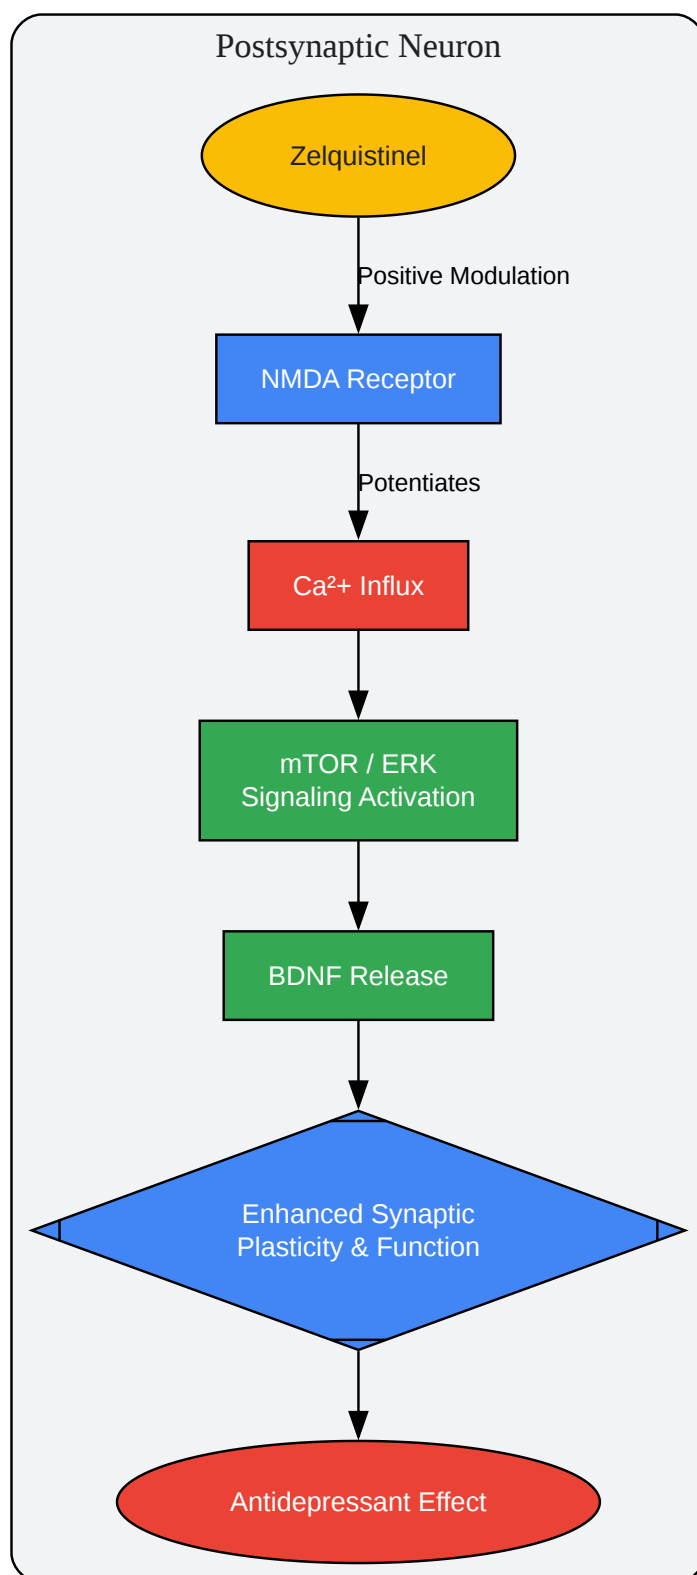 Postsynaptic Neuron
Zelquistinel
Positive Modulation
NMDA Receptor
Potentiates
Ca²+ Influx
mTOR / ERK
Signaling Activation
BDNF Release
Enhanced Synaptic
Plasticity & Function
Antidepressant Effect